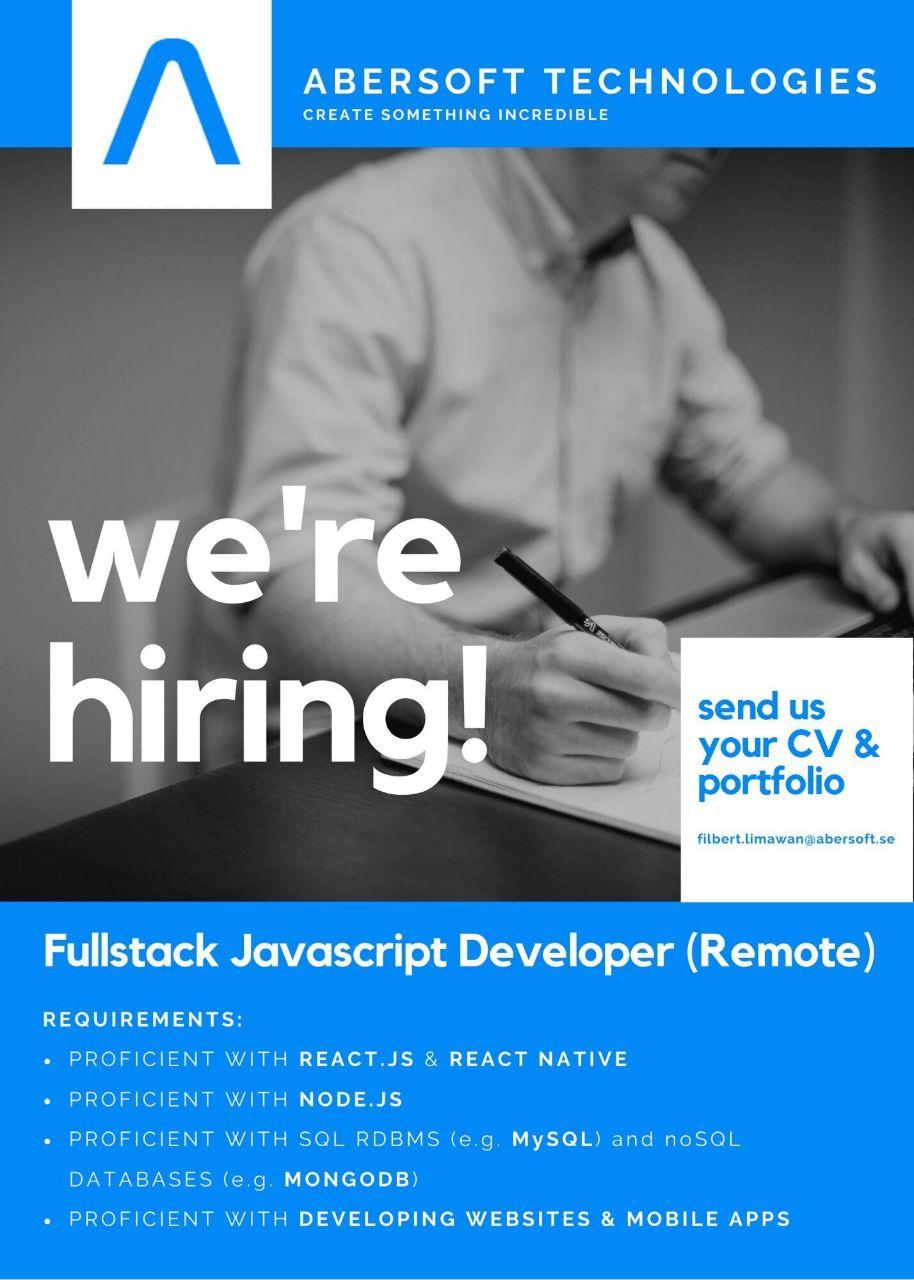 ABERSOFT TECHNOLOGIES
CREATE SOMETHING INCREDIBLE
we're
hiring!
send us
your CV &
portfolio
filbert.limawan@abersoft.se
Fullstack Javascript Developer (Remote)
REQUIREMENTS:
• PROFICIENT WITH REACT.JS & REACT NATIVE
• PROFICIENT WITH NODE.JS
• PROFICIENT WITH SQL RDBMS (e.g. MySQL) and noSQL
DATABASES (e.g. MONGODB)
• PROFICIENT WITH DEVELOPING WEBSITES & MOBILE APPS